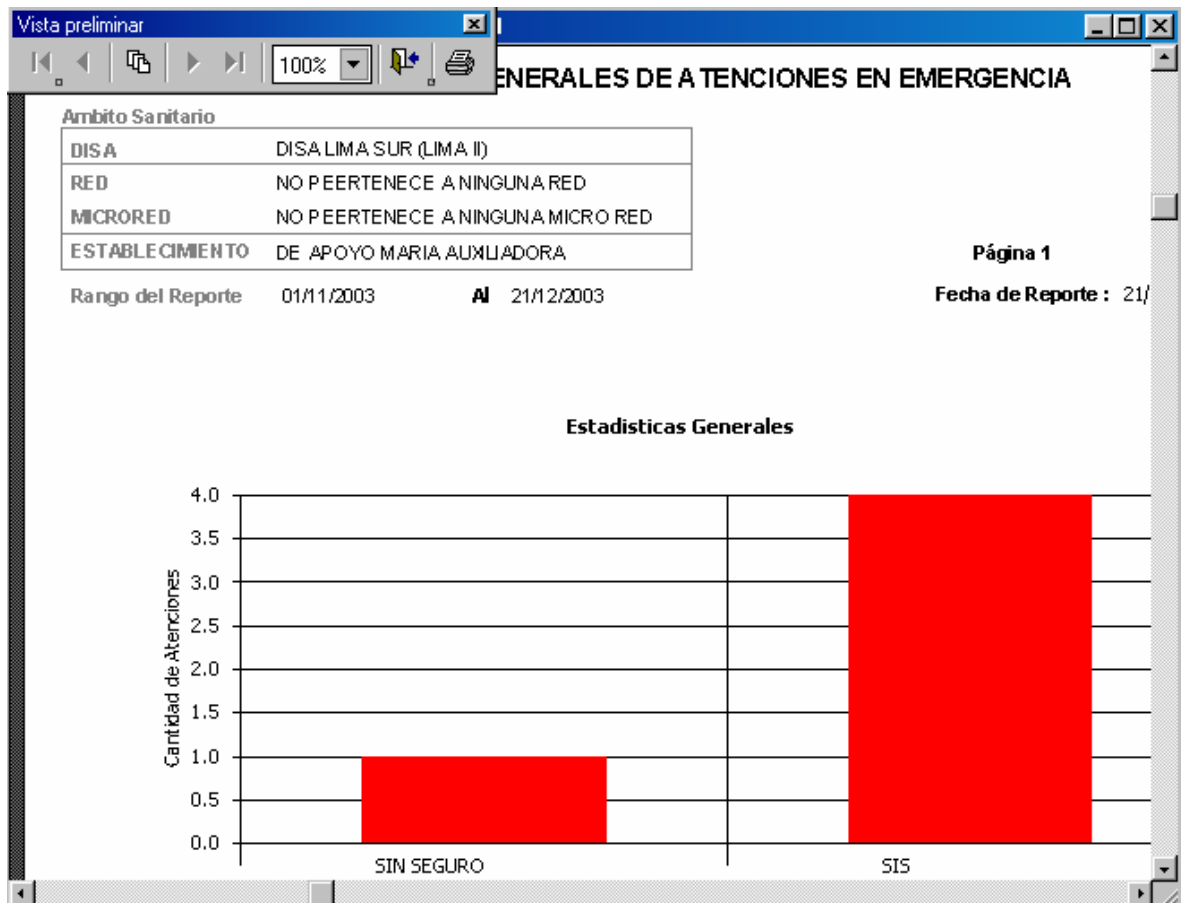 Vista preliminar
100%
ENERALES DE ATENCIONES EN EMERGENCIA
Ambito Sanitario
DISA DISA LIMA SUR (LIMA II)
RED NO PEERTENECE A NINGUNA RED
MICRORED NO PEERTENECE A NINGUNA MICRO RED
ESTABLECIMIENTO DE APOYO MARIA AUXILIADORA
Página 1
Rango del Reporte 01/11/2003 Al 21/12/2003 Fecha de Reporte : 21/
Estadisticas Generales
Cantidad de Atenciones
4.0
3.5
3.0
2.5
2.0
1.5
1.0
0.5
0.0
SIN SEGURO SIS